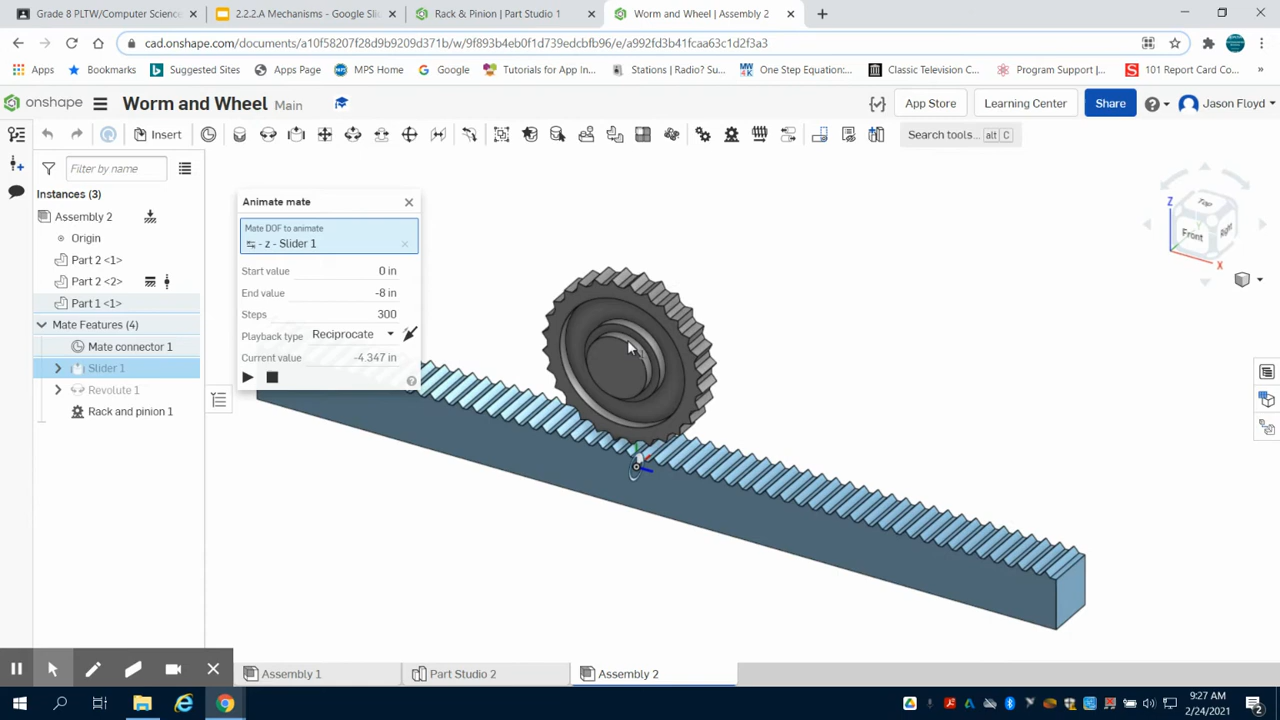 Grade 8 PLTW/Computer Sciences
2.2.2.A Mechanisms - Google Sli
Rack & Pinion | Part Studio 1
Worm and Wheel | Assembly 2
cad.onshape.com/documents/a10f58207f28d9b9209d371b/w/9f893b4eb0f1d739edcbfb96/e/a992fd3b41fcaa63c1d2f3a3
Apps
Bookmarks
Suggested Sites
Apps Page
MPS Home
Google
Tutorials for App In...
Stations | Radio? Su...
One Step Equation:...
Classic Television C...
Program Support |...
101 Report Card Co...
»
onshape
Worm and Wheel
Main
App Store
Learning Center
Share
Jason Floyd
Insert
Search tools...
alt
C
Filter by name
Instances (3)
Assembly 2
Origin
Part 2 <1>
Part 2 <2>
Part 1 <1>
Mate Features (4)
Mate connector 1
Slider 1
Revolute 1
Rack and pinion 1
Animate mate
Mate DOF to animate
- z - Slider 1
Start value 0 in
End value -8 in
Steps 300
Playback type Reciprocate
Current value -4.347 in
Z
Top
Front
Right
X
Assembly 1
Part Studio 2
Assembly 2
9:27 AM
2/24/2021
2